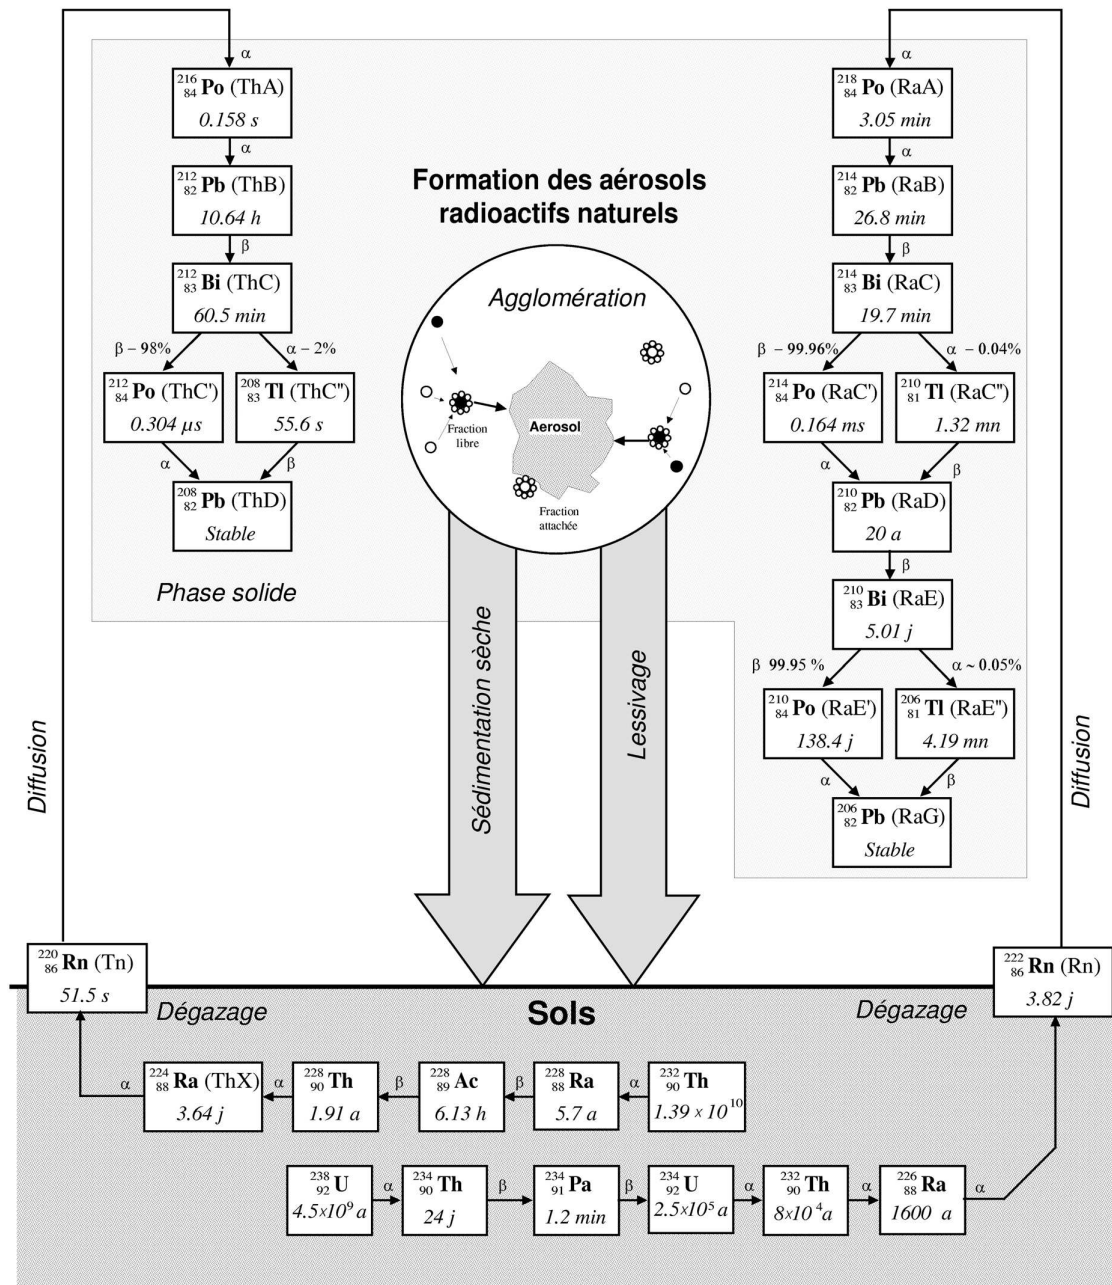 α
α
216 84 Po (ThA)
0.158 s
218 84 Po (RaA)
3.05 min
α
α
212 82 Pb (ThB)
10.64 h
214 82 Pb (RaB)
26.8 min
Formation des aérosols
radioactifs naturels
β
β
212 83 Bi (ThC)
60.5 min
214 83 Bi (RaC)
19.7 min
Agglomération
β – 98%
α – 2%
β – 99.96%
α – 0.04%
212 84 Po (ThC')
0.304 µs
208 83 Tl (ThC'')
55.6 s
214 84 Po (RaC')
0.164 ms
210 81 Tl (RaC'')
1.32 mn
Aerosol
Fraction
libre
α
β
α
β
208 82 Pb (ThD)
Stable
210 82 Pb (RaD)
20 a
Fraction
attachée
β
Phase solide
210 83 Bi (RaE)
5.01 j
β 99.95 %
α ~ 0.05%
210 84 Po (RaE')
138.4 j
206 81 Tl (RaE'')
4.19 mn
α
β
206 82 Pb (RaG)
Stable
Diffusion
Sédimentation sèche
Lessivage
Diffusion
220 86 Rn (Tn)
51.5 s
222 86 Rn (Rn)
3.82 j
Dégazage
Sols
Dégazage
α
224 88 Ra (ThX)
3.64 j
α
228 90 Th
1.91 a
β
228 89 Ac
6.13 h
β
228 88 Ra
5.7 a
α
232 90 Th
1.39 × 10 10
238 92 U
4.5×10 9 a
α
234 90 Th
24 j
β
234 91 Pa
1.2 min
β
234 92 U
2.5×10 5 a
α
232 90 Th
8×10 4 a
α
226 88 Ra
1600 a
α